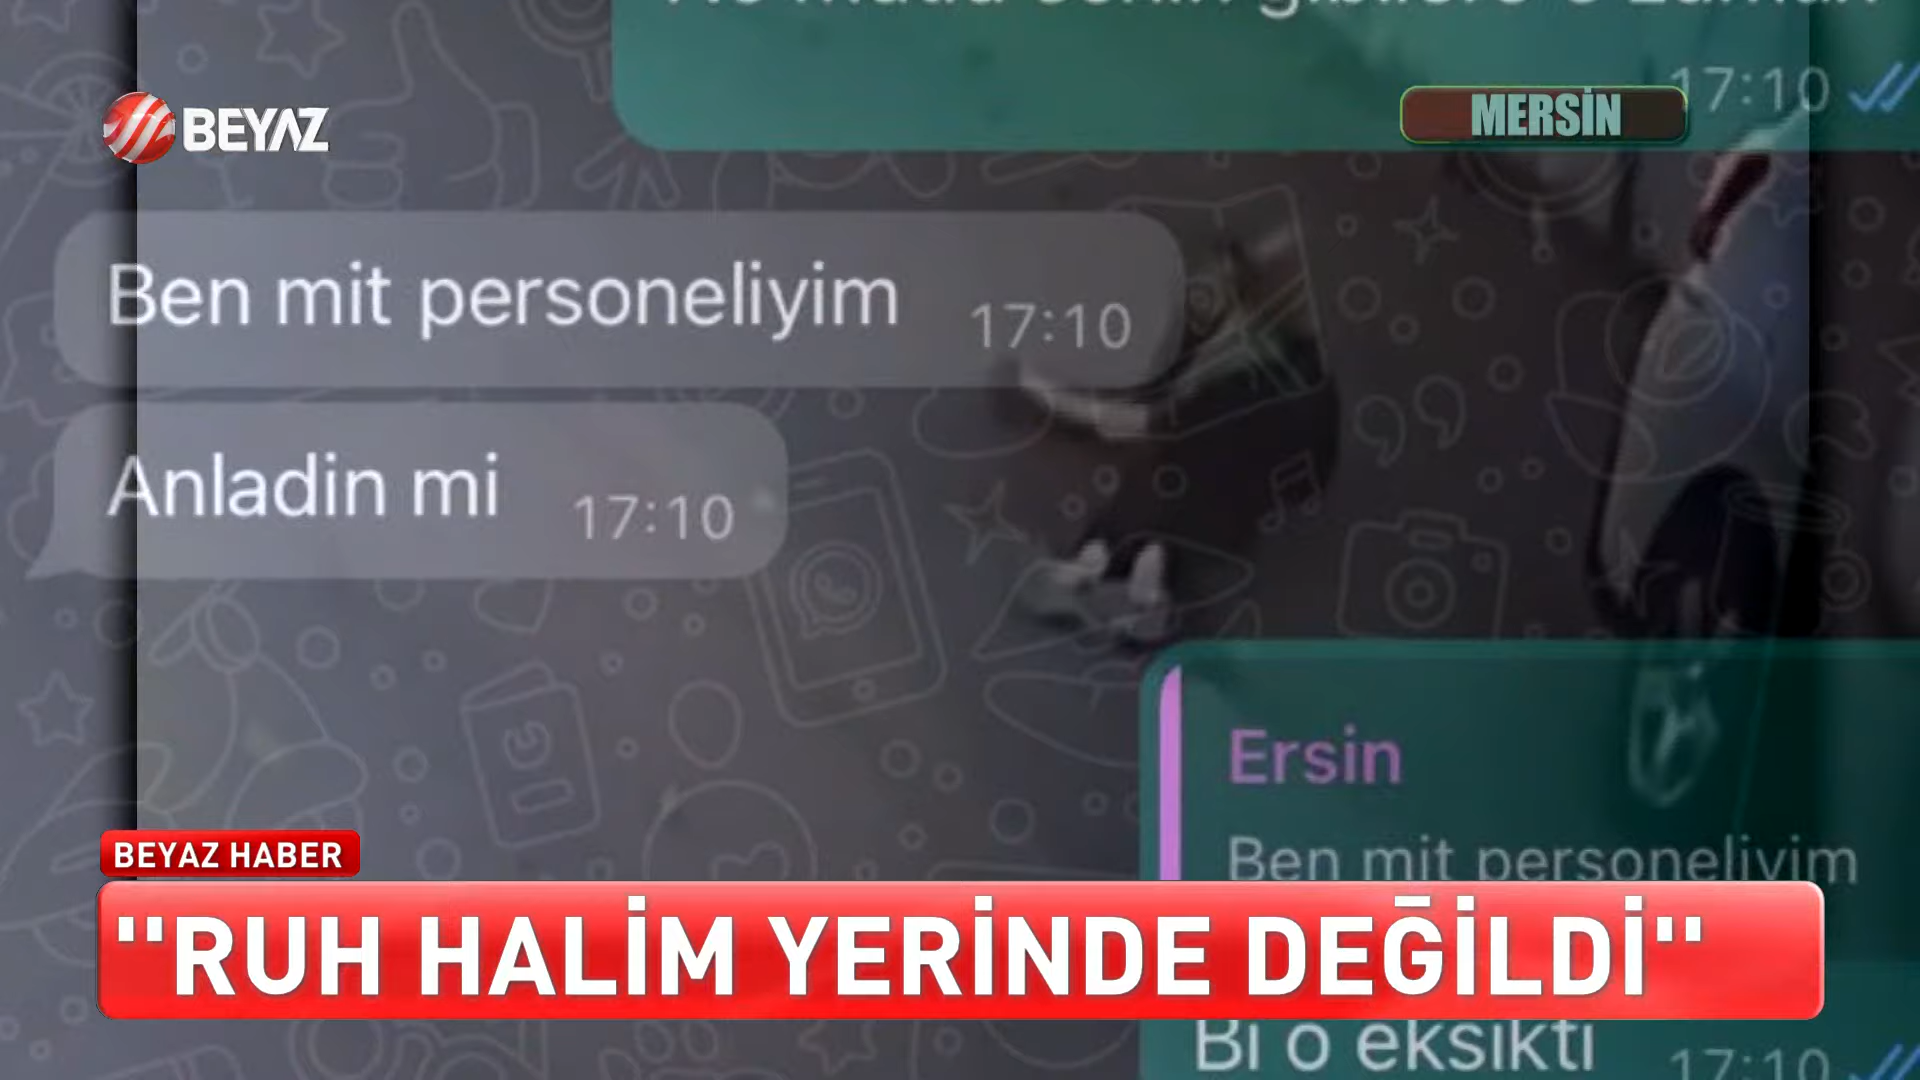 17:10
BEYAZ
MERSİN
Ben mit personeliyim 17:10
Anladin mi 17:10
Ersin
Ben mit personeliyim
BEYAZ HABER
"RUH HALİM YERİNDE DEĞİLDİ"
Bi o eksikti 17:10